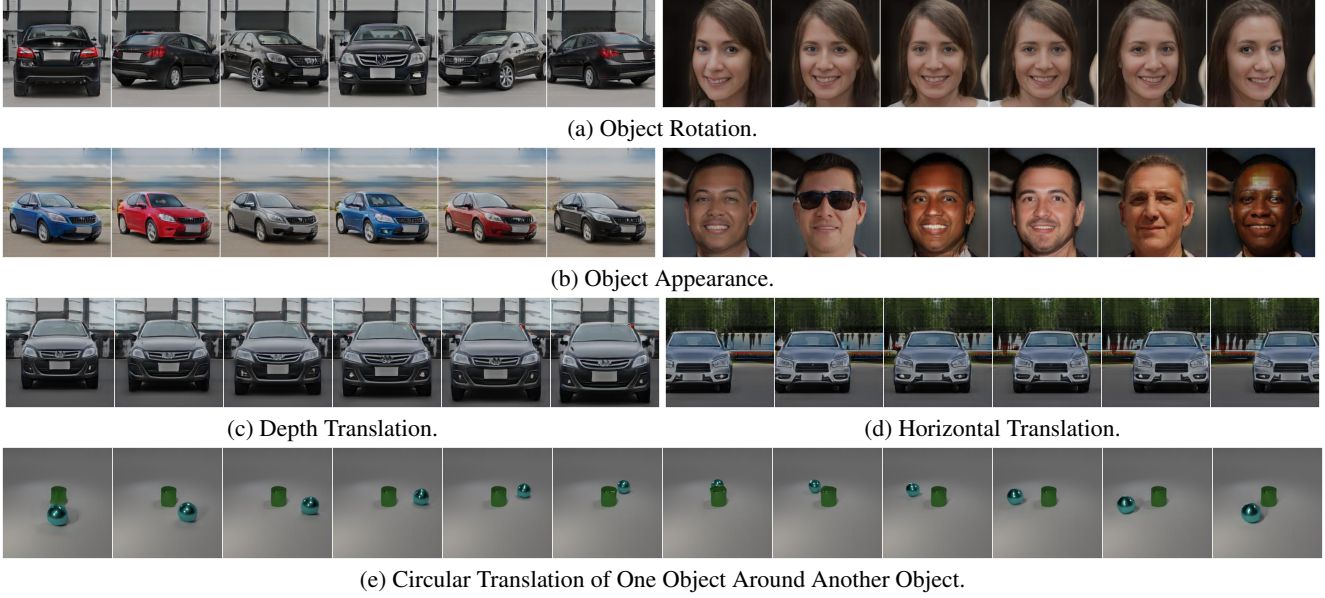 (a) Object Rotation.
(b) Object Appearance.
(c) Depth Translation.
(d) Horizontal Translation.
(e) Circular Translation of One Object Around Another Object.